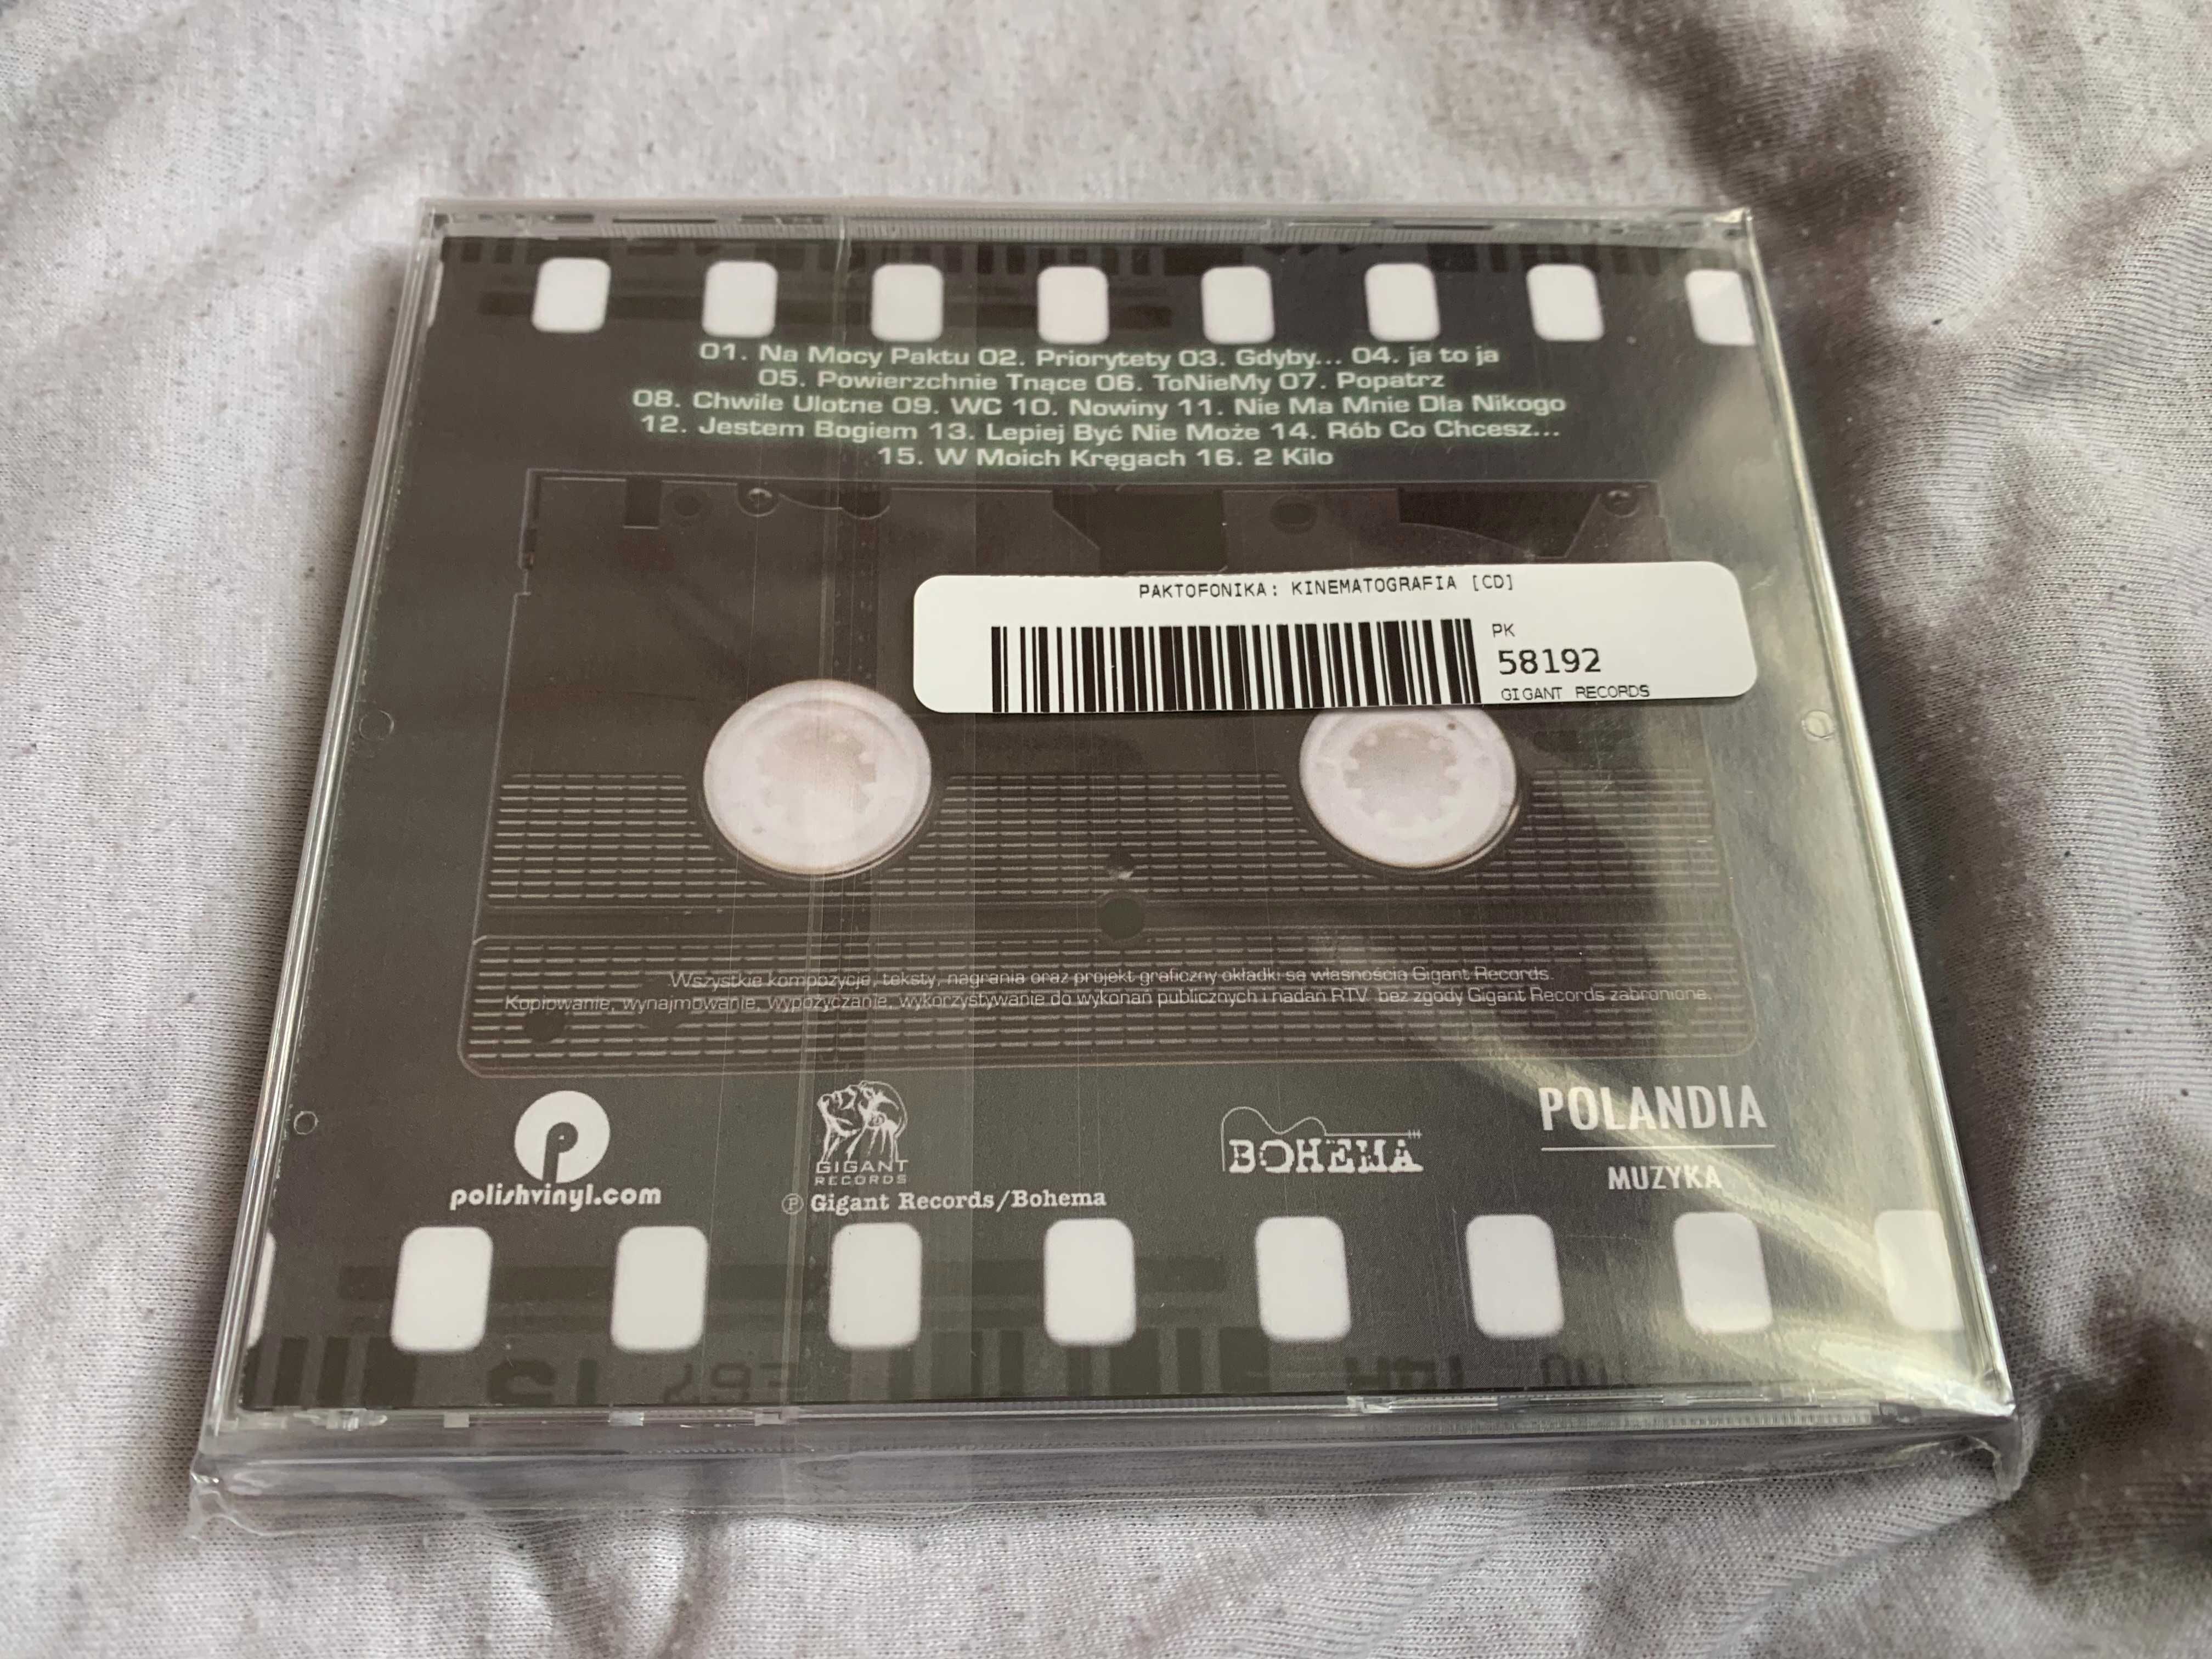 01. Na Mocy Paktu 02. Priorytety 03. Gdyby... 04. ja to ja
05. Powierzchnie Tnące 06. ToNieMy 07. Popatrz
08. Chwile Ulotne 09. WC 10. Nowiny 11. Nie Ma Mnie Dla Nikogo
12. Jestem Bogiem 13. Lepiej Być Nie Może 14. Rób Co Chcesz...
15. W Moich Kręgach 16. 2 Kilo
PAKTOFONIKA: KINEMATOGRAFIA [CD]
PK
58192
GIGANT RECORDS
Wszystkie kompozycje, teksty, nagrania oraz projekt graficzny okładki są własnością Gigant Records.
Kopiowanie, wynajmowanie, wypożyczanie, wykorzystywanie do wykonań publicznych i nadań RTV bez zgody Gigant Records zabronione.
polishvinyl.com
GIGANT
RECORDS
℗ Gigant Records/Bohema
BOHEMA
POLANDIA
MUZYKA